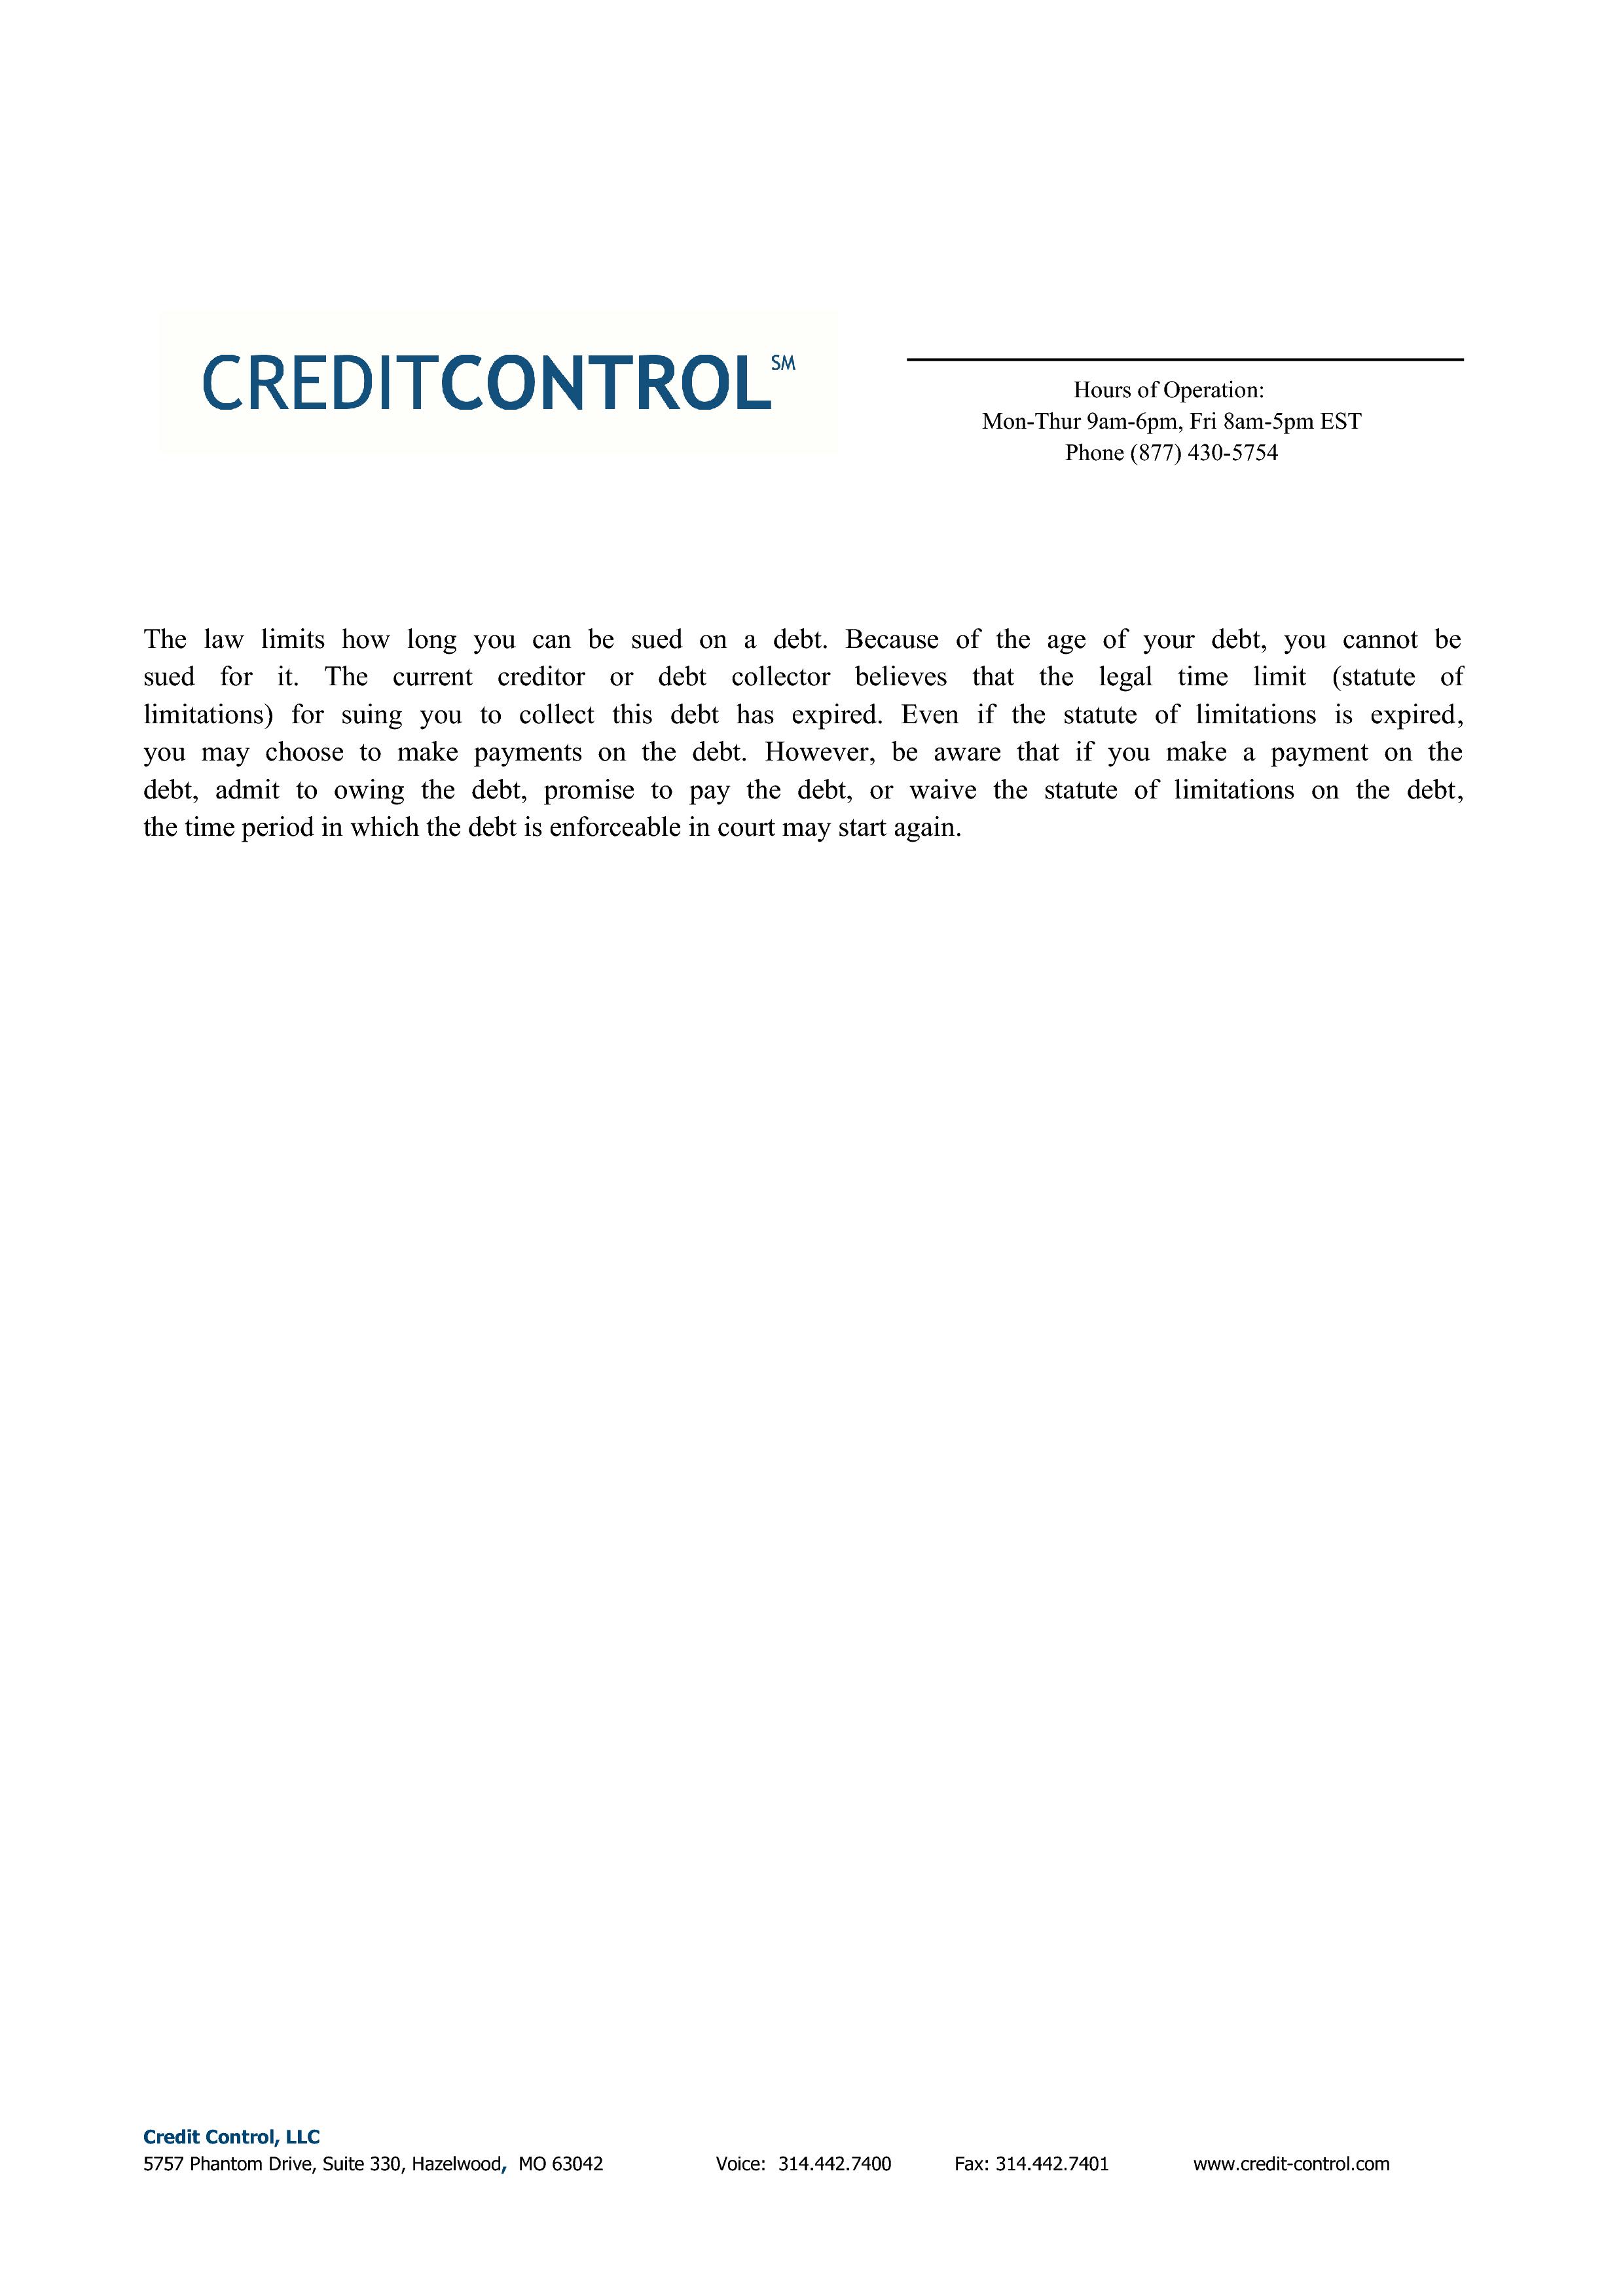 CREDITCONTROL SM
Hours of Operation:
Mon-Thur 9am-6pm, Fri 8am-5pm EST
Phone (877) 430-5754
The law limits how long you can be sued on a debt. Because of the age of your debt, you cannot be
sued for it. The current creditor or debt collector believes that the legal time limit (statute of
limitations) for suing you to collect this debt has expired. Even if the statute of limitations is expired,
you may choose to make payments on the debt. However, be aware that if you make a payment on the
debt, admit to owing the debt, promise to pay the debt, or waive the statute of limitations on the debt,
the time period in which the debt is enforceable in court may start again.
Credit Control, LLC
5757 Phantom Drive, Suite 330, Hazelwood, MO 63042 Voice: 314.442.7400 Fax: 314.442.7401 www.credit-control.com